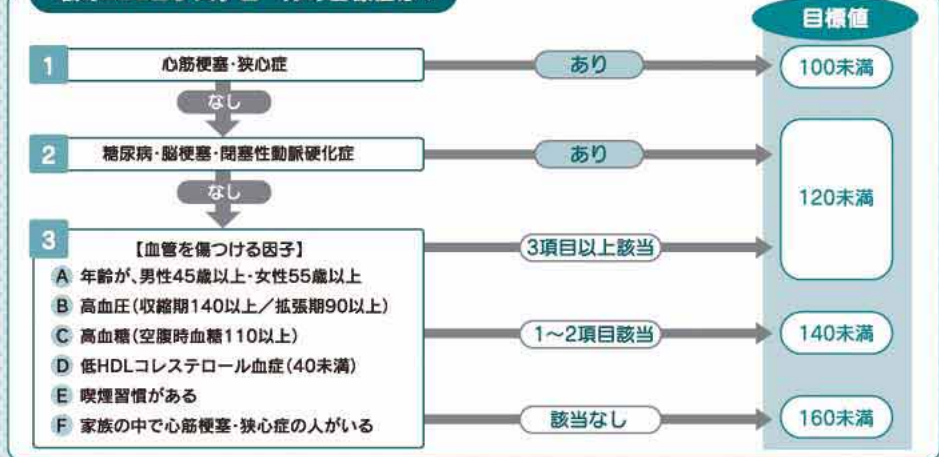 目標値
1 心筋梗塞・狭心症 あり 100未満
なし
2 糖尿病・脳梗塞・閉塞性動脈硬化症 あり
なし
120未満
3 【血管を傷つける因子】 3項目以上該当
A 年齢が、男性45歳以上・女性55歳以上
B 高血圧(収縮期140以上／拡張期90以上)
C 高血糖(空腹時血糖110以上) 1〜2項目該当 140未満
D 低HDLコレステロール血症(40未満)
E 喫煙習慣がある
F 家族の中で心筋梗塞・狭心症の人がいる 該当なし 160未満